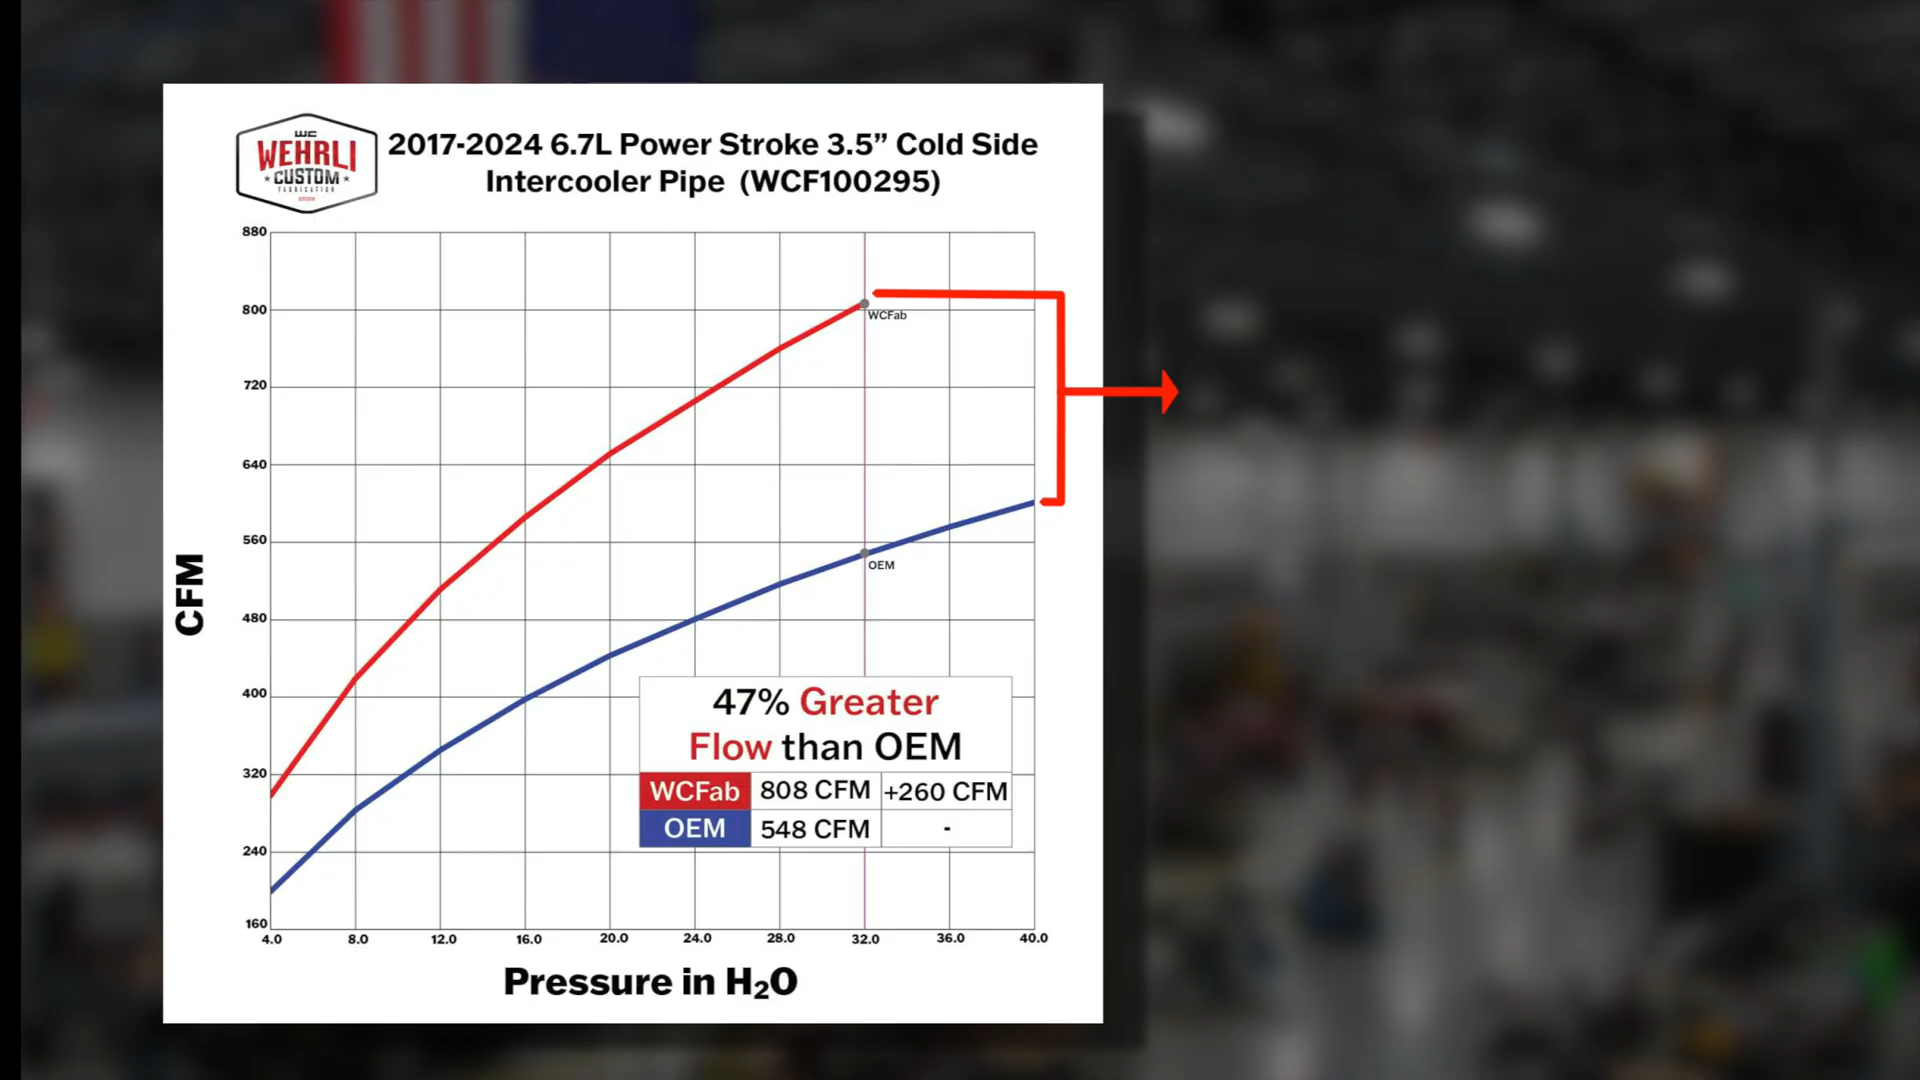 WCF
WEHRLI
CUSTOM
FABRICATION
2017-2024 6.7L Power Stroke 3.5” Cold Side
Intercooler Pipe (WCF100295)
880
800
720
640
560
480
400
320
240
160
CFM
WCFab
OEM
47% Greater
Flow than OEM
WCFab 808 CFM +260 CFM
OEM 548 CFM -
4.0 8.0 12.0 16.0 20.0 24.0 28.0 32.0 36.0 40.0
Pressure in H₂O